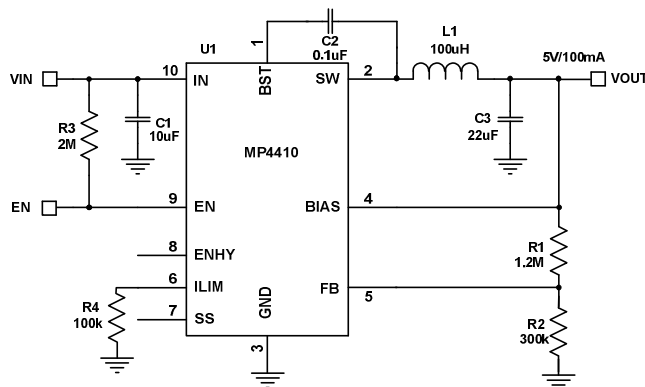 U1
1
C2
0.1uF
L1
100uH
5V/100mA
VIN
10
IN
BST
SW
2
VOUT
R3
2M
C1
10uF
C3
22uF
MP4410
EN
9
EN
BIAS
4
8
ENHY
R1
1.2M
6
ILIM
FB
5
R4
100k
7
SS
GND
3
R2
300k